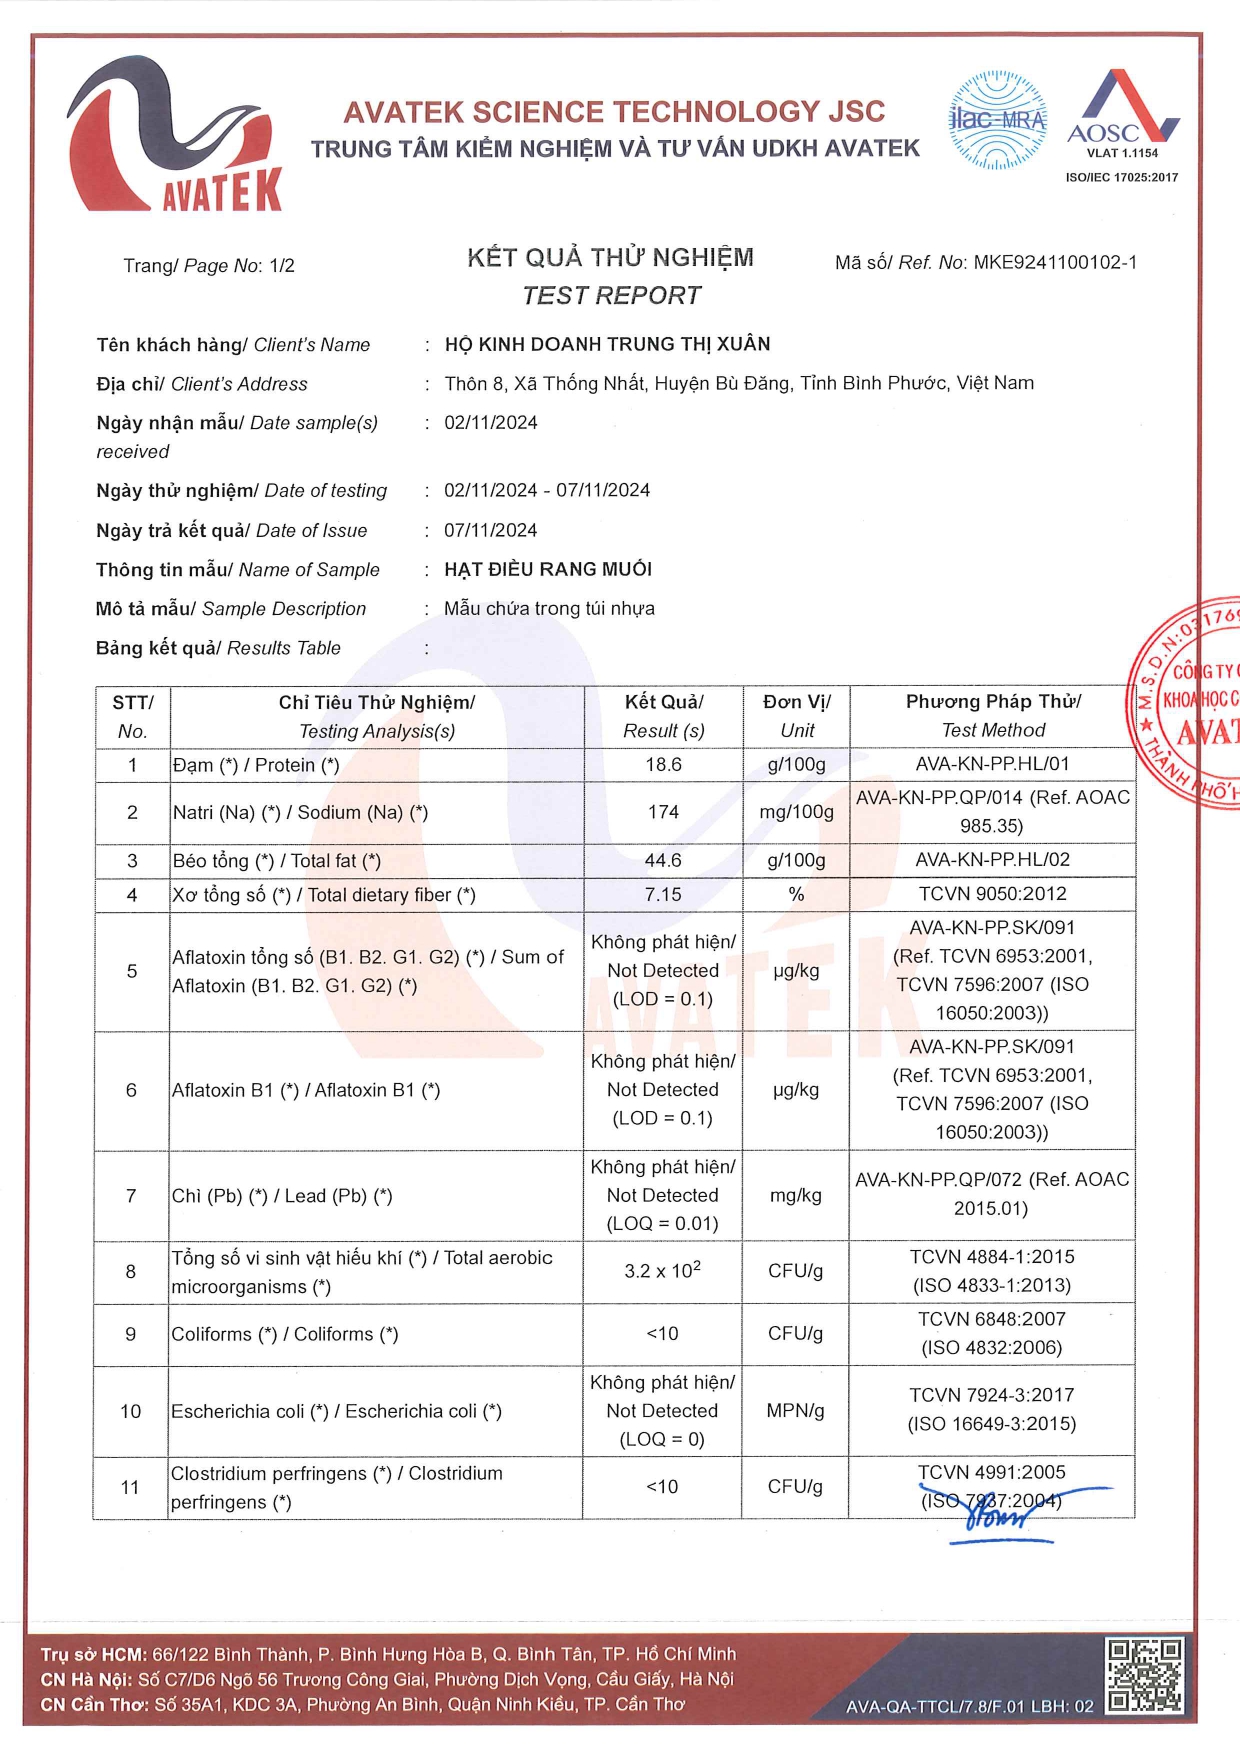 AVATEK SCIENCE TECHNOLOGY JSC
TRUNG TÂM KIỂM NGHIỆM VÀ TƯ VẤN UDKH AVATEK
AVATEK
ilac-MRA
AOSC
VLAT 1.1154
ISO/IEC 17025:2017
Trang/ Page No: 1/2
KẾT QUẢ THỬ NGHIỆM
TEST REPORT
Mã số/ Ref. No: MKE9241100102-1
Tên khách hàng/ Client's Name : HỘ KINH DOANH TRUNG THỊ XUÂN
Địa chỉ/ Client's Address : Thôn 8, Xã Thống Nhất, Huyện Bù Đăng, Tỉnh Bình Phước, Việt Nam
Ngày nhận mẫu/ Date sample(s) : 02/11/2024
received
Ngày thử nghiệm/ Date of testing : 02/11/2024 - 07/11/2024
Ngày trả kết quả/ Date of Issue : 07/11/2024
Thông tin mẫu/ Name of Sample : HẠT ĐIỀU RANG MUỐI
Mô tả mẫu/ Sample Description : Mẫu chứa trong túi nhựa
Bảng kết quả/ Results Table :
STT/ Chỉ Tiêu Thử Nghiệm/ Kết Quả/ Đơn Vị/ Phương Pháp Thử/
No. Testing Analysis(s) Result (s) Unit Test Method
1 Đạm (*) / Protein (*) 18.6 g/100g AVA-KN-PP.HL/01
2 Natri (Na) (*) / Sodium (Na) (*) 174 mg/100g AVA-KN-PP.QP/014 (Ref. AOAC
985.35)
3 Béo tổng (*) / Total fat (*) 44.6 g/100g AVA-KN-PP.HL/02
4 Xơ tổng số (*) / Total dietary fiber (*) 7.15 % TCVN 9050:2012
5 Aflatoxin tổng số (B1. B2. G1. G2) (*) / Sum of
Aflatoxin (B1. B2. G1. G2) (*)
Không phát hiện/
Not Detected
(LOD = 0.1)
µg/kg
AVA-KN-PP.SK/091
(Ref. TCVN 6953:2001,
TCVN 7596:2007 (ISO
16050:2003))
6 Aflatoxin B1 (*) / Aflatoxin B1 (*)
Không phát hiện/
Not Detected
(LOD = 0.1)
µg/kg
AVA-KN-PP.SK/091
(Ref. TCVN 6953:2001,
TCVN 7596:2007 (ISO
16050:2003))
7 Chì (Pb) (*) / Lead (Pb) (*)
Không phát hiện/
Not Detected
(LOQ = 0.01)
mg/kg
AVA-KN-PP.QP/072 (Ref. AOAC
2015.01)
8 Tổng số vi sinh vật hiếu khí (*) / Total aerobic
microorganisms (*)
3.2 x 10²
CFU/g
TCVN 4884-1:2015
(ISO 4833-1:2013)
9 Coliforms (*) / Coliforms (*)
<10
CFU/g
TCVN 6848:2007
(ISO 4832:2006)
10 Escherichia coli (*) / Escherichia coli (*)
Không phát hiện/
Not Detected
(LOQ = 0)
MPN/g
TCVN 7924-3:2017
(ISO 16649-3:2015)
11 Clostridium perfringens (*) / Clostridium
perfringens (*)
<10
CFU/g
TCVN 4991:2005
(ISO 7937:2004)
M.S.D.N:03176
CÔNG TY
KHOA HỌC C
AVAT
THÀNH PHỐ H
Trụ sở HCM: 66/122 Bình Thành, P. Bình Hưng Hòa B, Q. Bình Tân, TP. Hồ Chí Minh
CN Hà Nội: Số C7/D6 Ngõ 56 Trương Công Giai, Phường Dịch Vọng, Cầu Giấy, Hà Nội
CN Cần Thơ: Số 35A1, KDC 3A, Phường An Bình, Quận Ninh Kiều, TP. Cần Thơ
AVA-QA-TTCL/7.8/F.01 LBH: 02